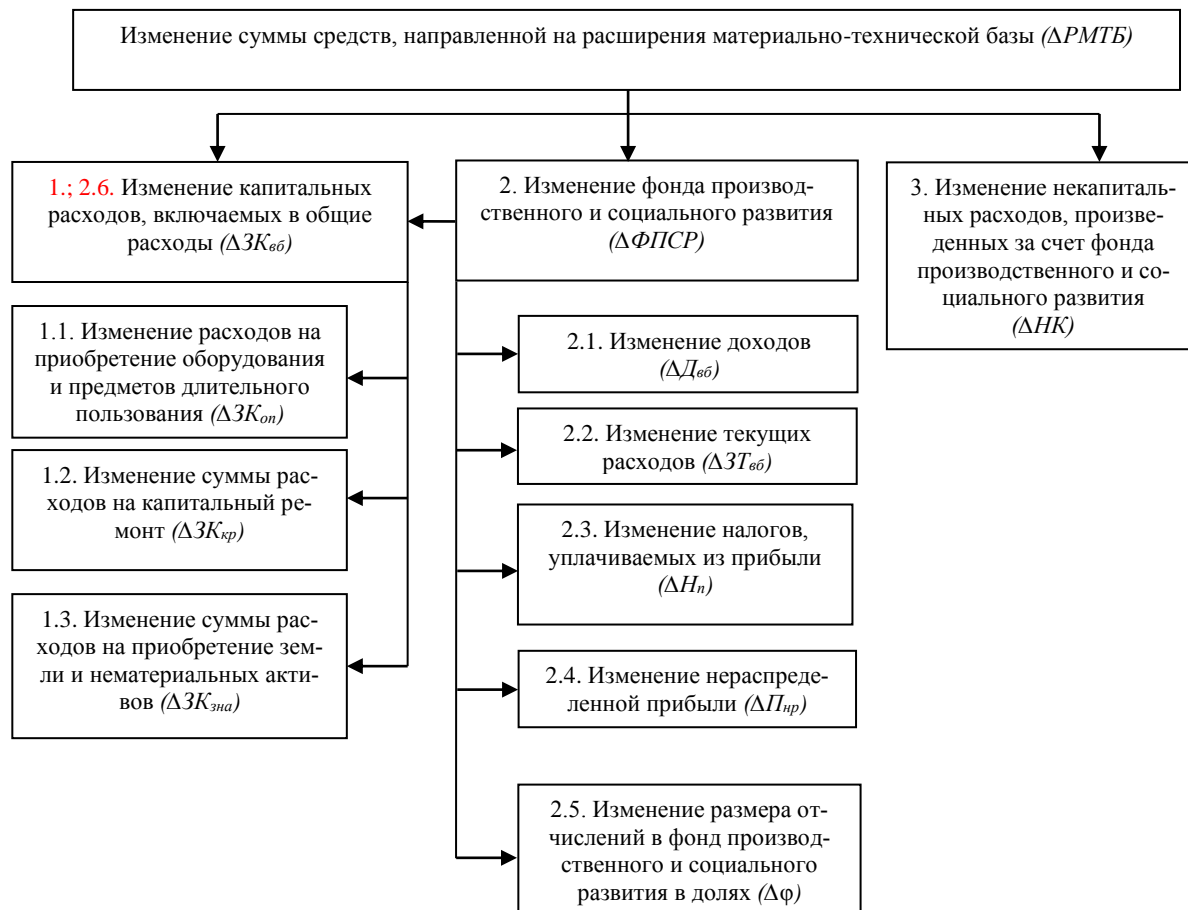 Изменение суммы средств, направленной на расширения материально-технической базы (ΔРМТБ)
1.; 2.6. Изменение капитальных
расходов, включаемых в общие
расходы (ΔЗКвб)
2. Изменение фонда производ-
ственного и социального развития
(ΔФПСР)
3. Изменение некапиталь-
ных расходов, произве-
денных за счет фонда
производственного и со-
циального развития
(ΔНК)
1.1. Изменение расходов на
приобретение оборудования
и предметов длительного
пользования (ΔЗКоп)
1.2. Изменение суммы рас-
ходов на капитальный ре-
монт (ΔЗКкр)
1.3. Изменение суммы рас-
ходов на приобретение зем-
ли и нематериальных акти-
вов (ΔЗКзна)
2.1. Изменение доходов
(ΔДвб)
2.2. Изменение текущих
расходов (ΔЗТвб)
2.3. Изменение налогов,
уплачиваемых из прибыли
(ΔНп)
2.4. Изменение нераспреде-
ленной прибыли (ΔПнр)
2.5. Изменение размера от-
числений в фонд производ-
ственного и социального
развития в долях (Δφ)